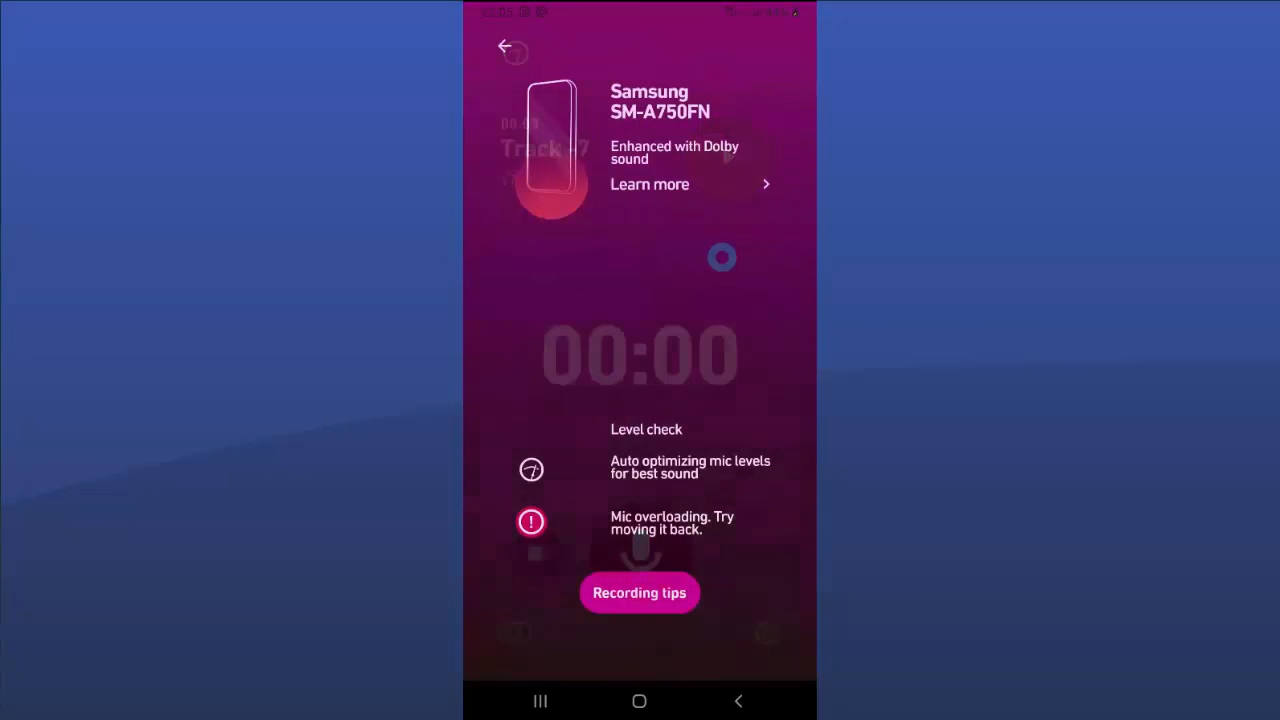 Samsung
SM-A750FN
Enhanced with Dolby
sound
Learn more
Track
00:00
Level check
Auto optimizing mic levels
for best sound
Mic overloading. Try
moving it back.
Recording tips